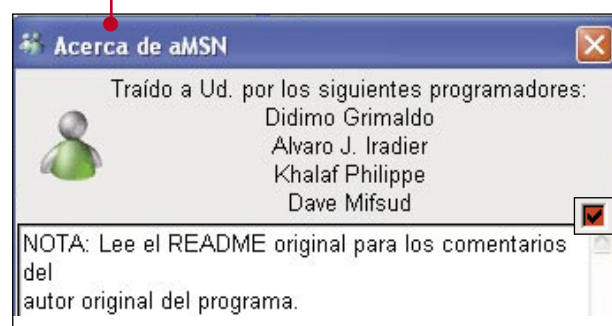 Acerca de aMSN
Traído a Ud. por los siguientes programadores:
Didimo Grimaldo
Alvaro J. Iradier
Khalaf Philippe
Dave Mifsud
NOTA: Lee el README original para los comentarios
del
autor original del programa.